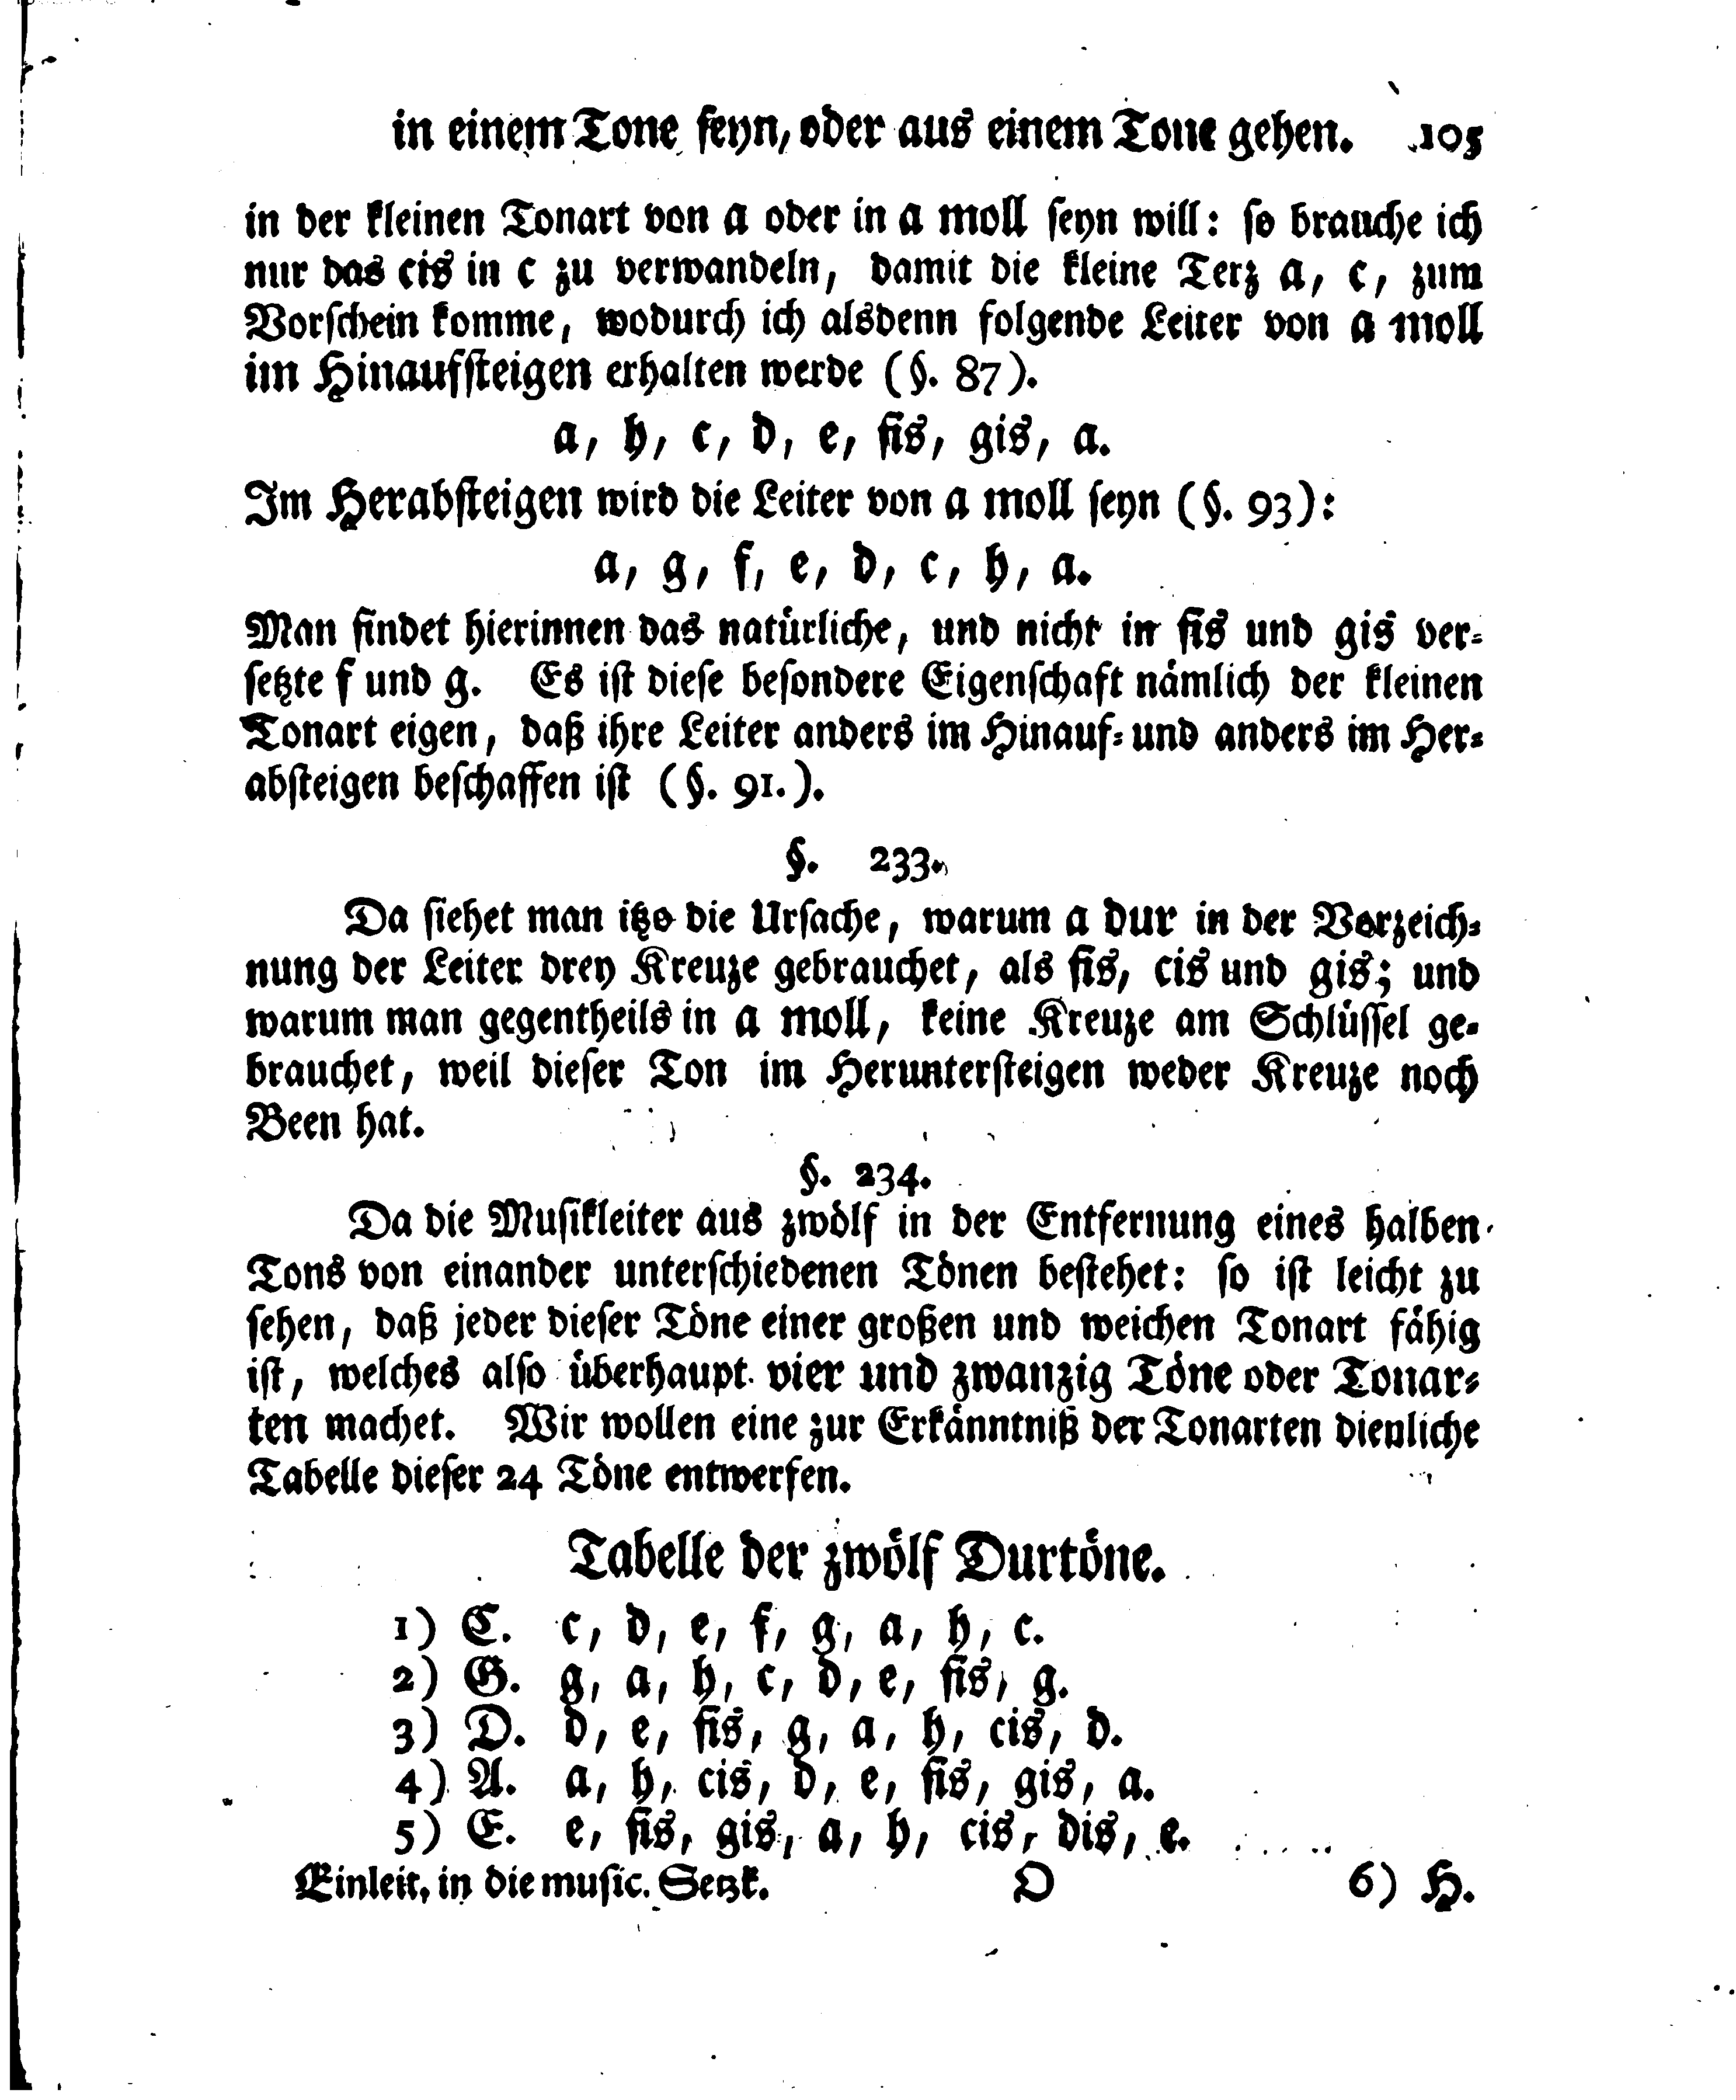 in einem Tone seyn, oder aus einem Tone gehen. 105
in der kleinen Tonart von a oder in a moll seyn will: so brauche ich
nur das cis in c zu verwandeln, damit die kleine Terz a, c, zum
Vorschein komme, wodurch ich alsdenn folgende Leiter von a moll
im Hinaufsteigen erhalten werde (§. 87).
a, h, c, d, e, fis, gis, a.
Im Herabsteigen wird die Leiter von a moll seyn (§. 93):
a, g, f, e, d, c, h, a.
Man findet hierinnen das natürliche, und nicht in fis und gis ver-
setzte f und g. Es ist diese besondere Eigenschaft nämlich der kleinen
Tonart eigen, daß ihre Leiter anders im Hinauf- und anders im Her-
absteigen beschaffen ist (§. 91.).
§. 233.
Da siehet man itzo die Ursache, warum a dur in der Vorzeich-
nung der Leiter drey Kreuze gebrauchet, als fis, cis und gis; und
warum man gegentheils in a moll, keine Kreuze am Schlüssel ge-
brauchet, weil dieser Ton im Heruntersteigen weder Kreuze noch
Been hat.
§. 234.
Da die Musikleiter aus zwölf in der Entfernung eines halben
Tons von einander unterschiedenen Tönen bestehet: so ist leicht zu
sehen, daß jeder dieser Töne einer großen und weichen Tonart fähig
ist, welches also überhaupt vier und zwanzig Töne oder Tonar-
ten machet. Wir wollen eine zur Erkänntniß der Tonarten dienliche
Tabelle dieser 24 Töne entwerfen.
Tabelle der zwölf Durtöne.
1) C. c, d, e, f, g, a, h, c.
2) G. g, a, h, c, d, e, fis, g.
3) D. d, e, fis, g, a, h, cis, d.
4) A. a, h, cis, d, e, fis, gis, a.
5) E. e, fis, gis, a, h, cis, dis, e.
Einleit. in die music. Setzk. O 6) H.